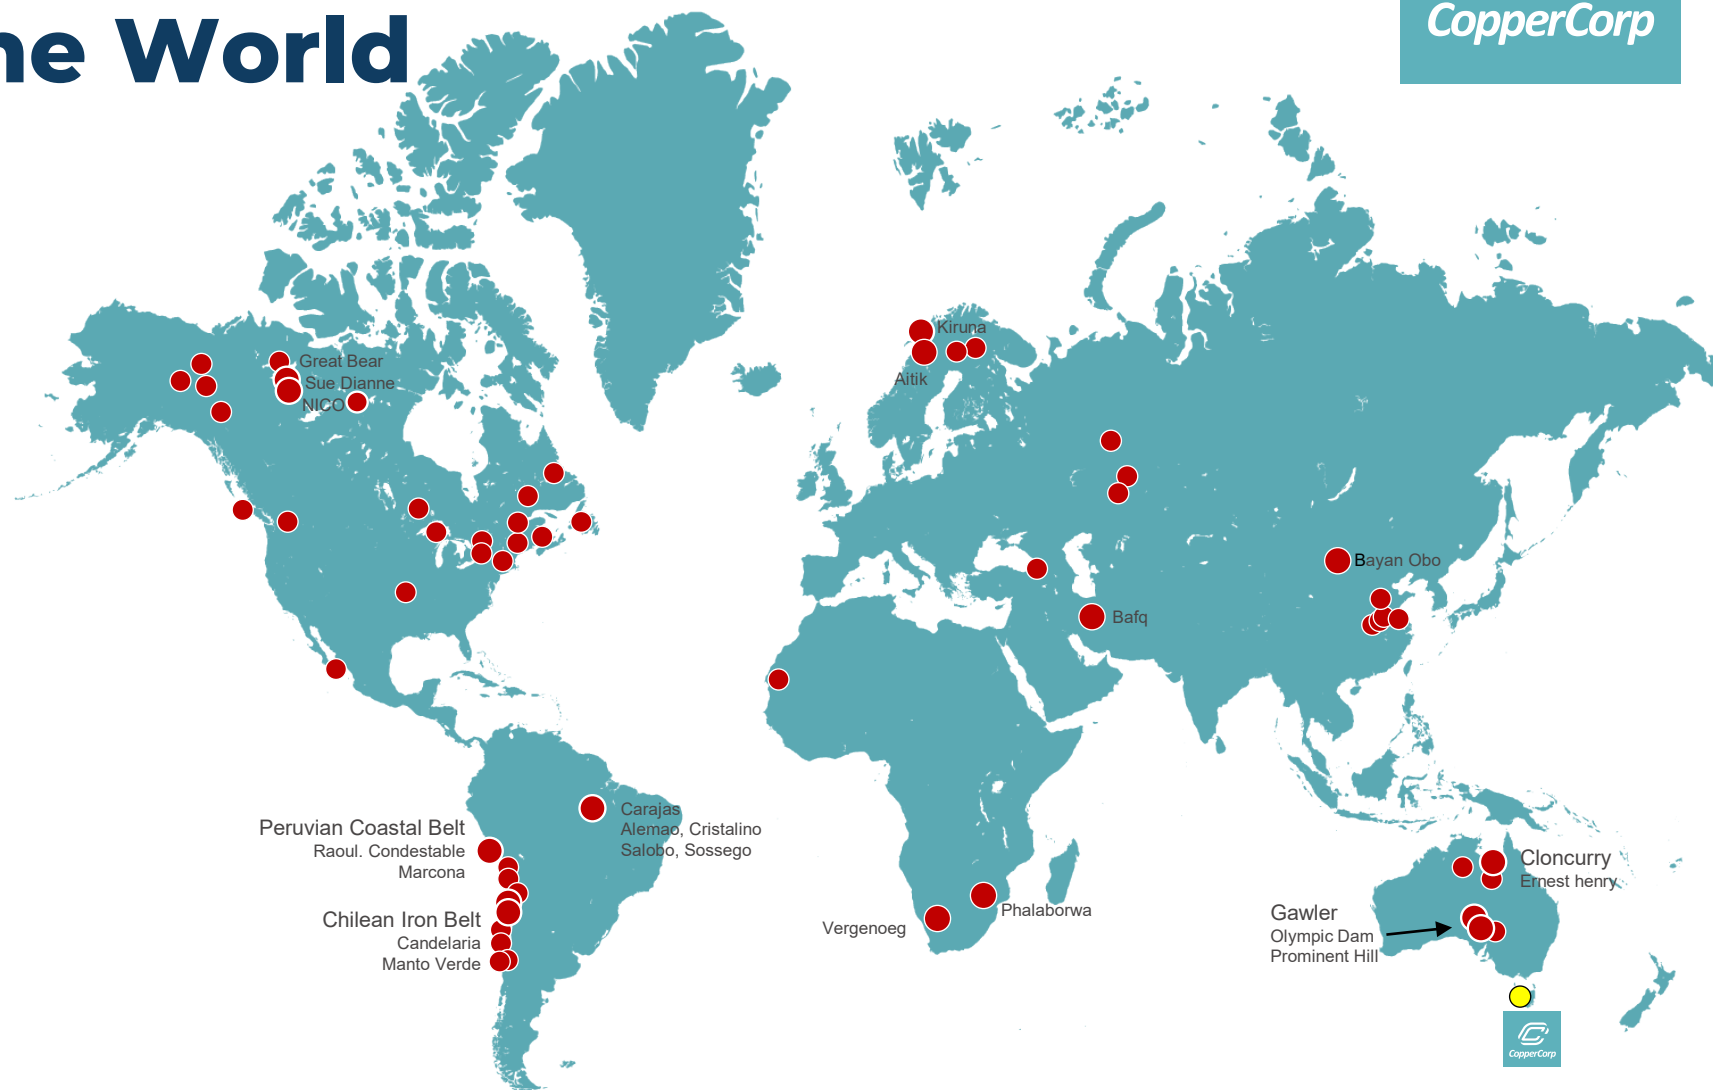 ne World
CopperCorp
Great Bear
Sue Dianne
NICO
Kiruna
Aitik
Bayan Obo
Bafq
Carajas
Alemao, Cristalino
Salobo, Sossego
Peruvian Coastal Belt
Raoul. Condestable
Marcona
Chilean Iron Belt
Candelaria
Manto Verde
Vergenoeg
Phalaborwa
Cloncurry
Ernest henry
Gawler
Olympic Dam
Prominent Hill
CopperCorp